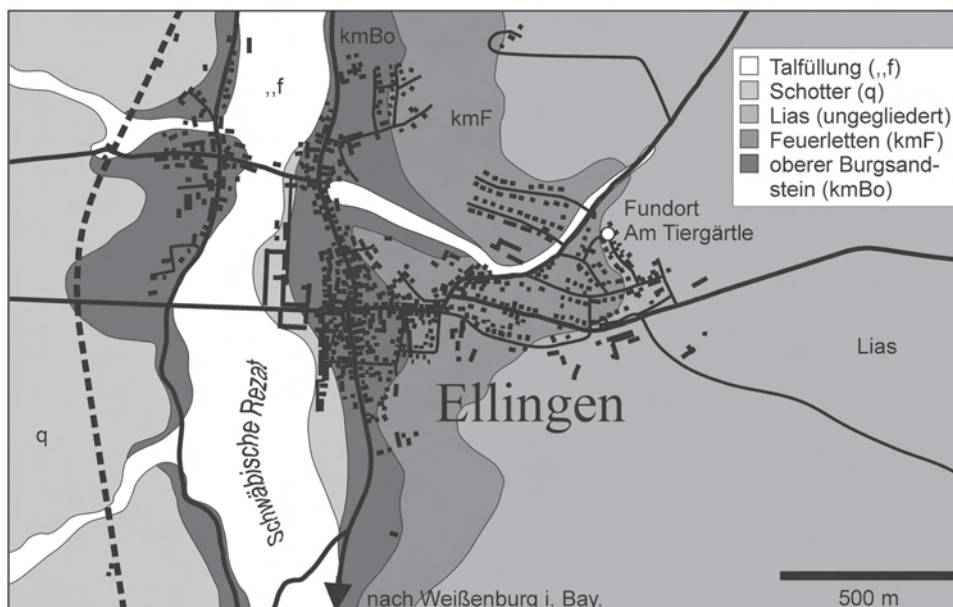 kmBo
,,f
kmF
Talfüllung (,,f)
Schotter (q)
Lias (ungegliedert)
Feuerletten (kmF)
oberer Burgsand-
stein (kmBo)
Fundort
Am Tiergärtle
Lias
Ellingen
Schwäbische Rezat
q
nach Weißenburg i. Bay.
500 m